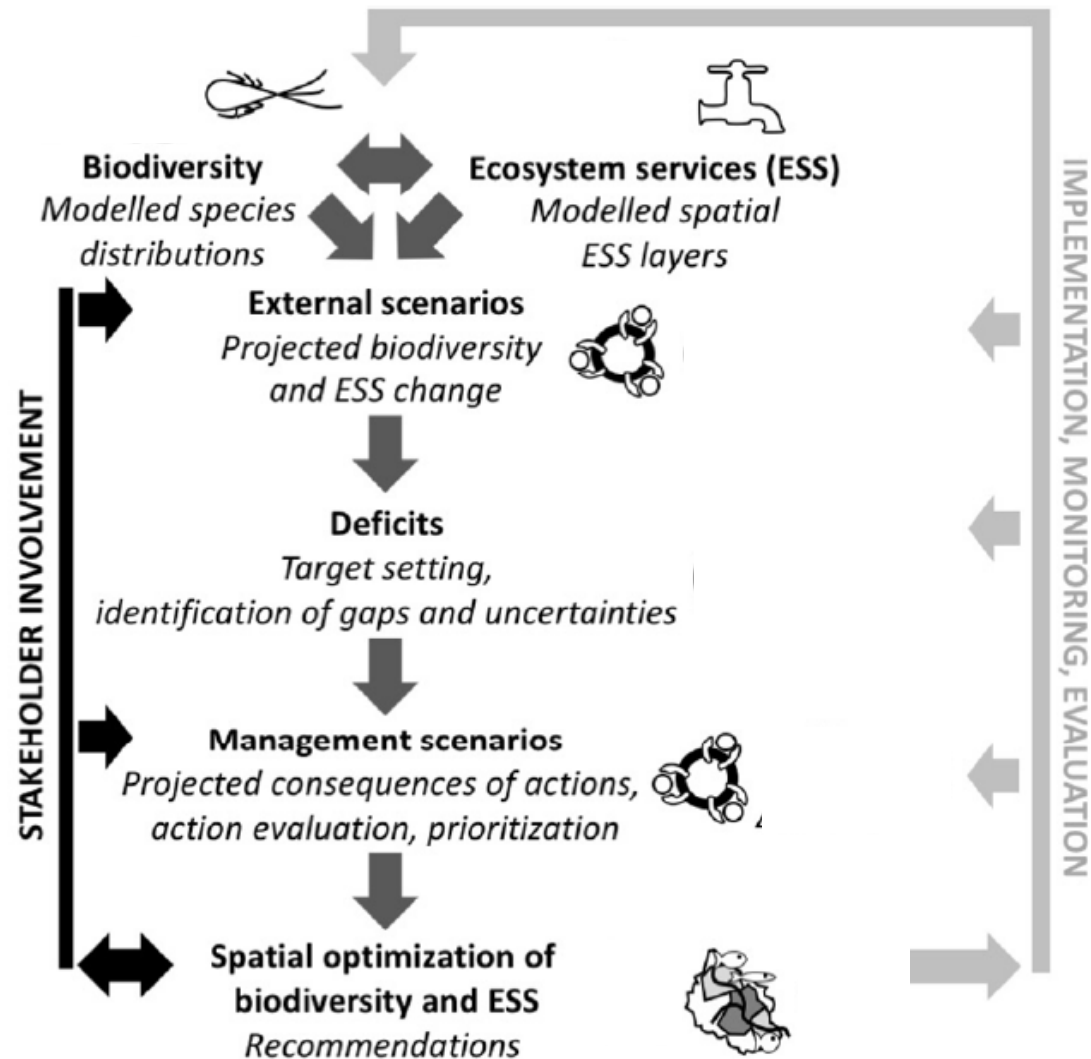 Biodiversity
Modelled species
distributions
Ecosystem services (ESS)
Modelled spatial
ESS layers
External scenarios
Projected biodiversity
and ESS change
Deficits
Target setting,
identification of gaps and uncertainties
Management scenarios
Projected consequences of actions,
action evaluation, prioritization
Spatial optimization of
biodiversity and ESS
Recommendations
STAKEHOLDER INVOLVEMENT
IMPLEMENTATION, MONITORING, EVALUATION